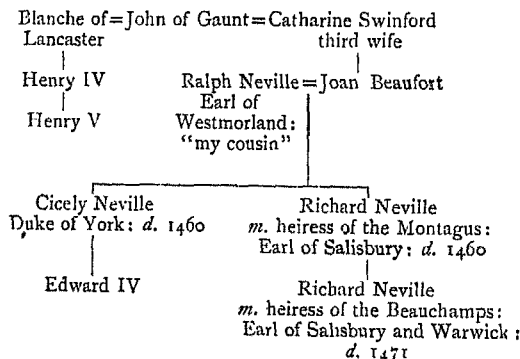 Blanche of = John of Gaunt = Catharine Swinford
Lancaster third wife
Henry IV Ralph Neville = Joan Beaufort
Earl of
Henry V Westmorland:
"my cousin"
Cicely Neville Richard Neville
Duke of York: d. 1460 m. heiress of the Montagus:
Earl of Salisbury: d. 1460
Edward IV Richard Neville
m. heiress of the Beauchamps:
Earl of Salisbury and Warwick:
d. 1471